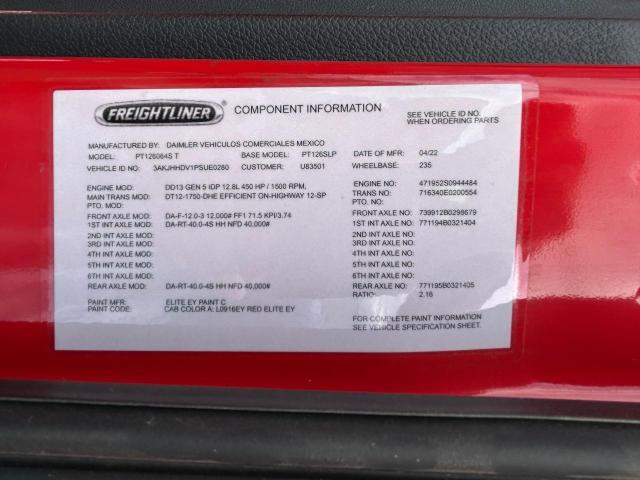 FREIGHTLINER® COMPONENT INFORMATION SEE VEHICLE ID NO. WHEN ORDERING PARTS
MANUFACTURED BY: DAIMLER VEHICULOS COMERCIALES MEXICO DATE OF MFR: 04/22
MODEL: PT126064S T BASE MODEL: PT126SLP WHEELBASE: 235
VEHICLE ID NO: 3AKJHHDV1PSUE0280 CUSTOMER: U83501
ENGINE MOD: DD13 GEN 5 IDP 12.8L 450 HP / 1500 RPM, ENGINE NO: 471952S0944484
MAIN TRANS MOD: DT12-1750-DHE EFFICIENT ON-HIGHWAY 12-SP TRANS NO: 716340E0200554
PTO. MOD: PTO. NO:
FRONT AXLE MOD: DA-F-12.0-3 12,000# FF1 71.5 KPI/3.74 FRONT AXLE NO: 739912B0298679
1ST INT AXLE MOD: DA-RT-40.0-4S HH NFD 40,000# 1ST INT AXLE NO: 771194B0321404
2ND INT AXLE MOD: 2ND INT AXLE NO:
3RD INT AXLE MOD: 3RD INT AXLE NO:
4TH INT AXLE MOD: 4TH INT AXLE NO:
5TH INT AXLE MOD: 5TH INT AXLE NO:
6TH INT AXLE MOD: 6TH INT AXLE NO:
REAR AXLE MOD: DA-RT-40.0-4S HH NFD 40,000# REAR AXLE NO: 771195B0321405
RATIO: 2.16
PAINT MFR: ELITE EY PAINT C
PAINT CODE: CAB COLOR A: L0916EY RED ELITE EY
FOR COMPLETE PAINT INFORMATION
SEE VEHICLE SPECIFICATION SHEET.